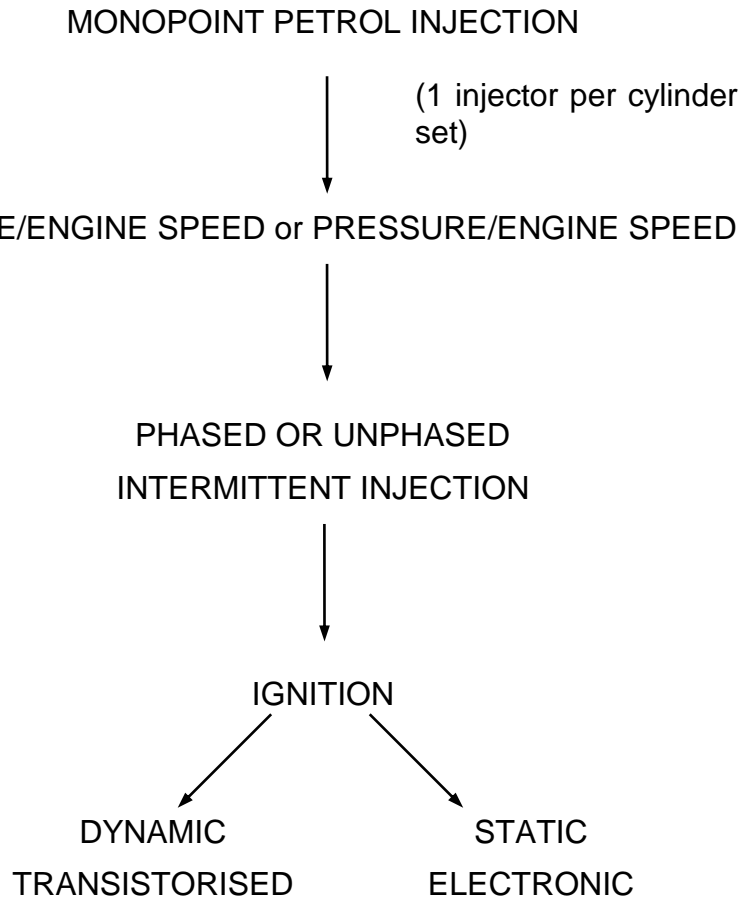 MONOPOINT PETROL INJECTION
(1 injector per cylinder
set)
/ENGINE SPEED or PRESSURE/ENGINE SPEED
PHASED OR UNPHASED
INTERMITTENT INJECTION
IGNITION
DYNAMIC STATIC
TRANSISTORISED ELECTRONIC